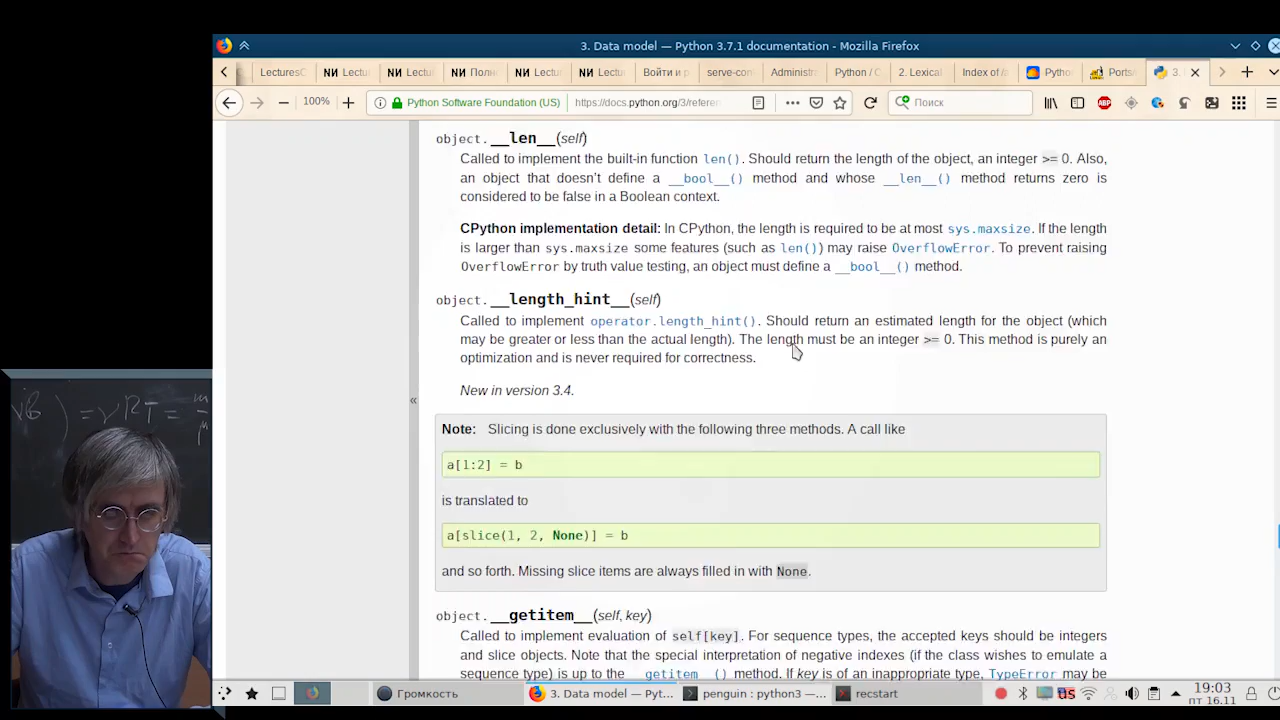 3. Data model — Python 3.7.1 documentation - Mozilla Firefox
LecturesC
Lectu
Lectu
Полн
Lectu
Lectu
Войти и р
serve-con
Administ
Python / C
2. Lexical
Index of /
Pytho
Ports
3. D
100%
Python Software Foundation (US)
https://docs.python.org/3/refere
Поиск
ABP
object.__len__(self)
Called to implement the built-in function len(). Should return the length of the object, an integer >= 0. Also,
an object that doesn’t define a __bool__() method and whose __len__() method returns zero is
considered to be false in a Boolean context.
CPython implementation detail: In CPython, the length is required to be at most sys.maxsize. If the length
is larger than sys.maxsize some features (such as len()) may raise OverflowError. To prevent raising
OverflowError by truth value testing, an object must define a __bool__() method.
object.__length_hint__(self)
Called to implement operator.length_hint(). Should return an estimated length for the object (which
may be greater or less than the actual length). The length must be an integer >= 0. This method is purely an
optimization and is never required for correctness.
New in version 3.4.
«
Note: Slicing is done exclusively with the following three methods. A call like
a[1:2] = b
is translated to
a[slice(1, 2, None)] = b
and so forth. Missing slice items are always filled in with None.
object.__getitem__(self, key)
Called to implement evaluation of self[key]. For sequence types, the accepted keys should be integers
and slice objects. Note that the special interpretation of negative indexes (if the class wishes to emulate a
sequence type) is up to the __getitem__() method. If key is of an inappropriate type, TypeError may be
Громкость
3. Data model — Pyt...
penguin : python3 —...
recstart
US
19:03
пт 16.11
) = γ RT =